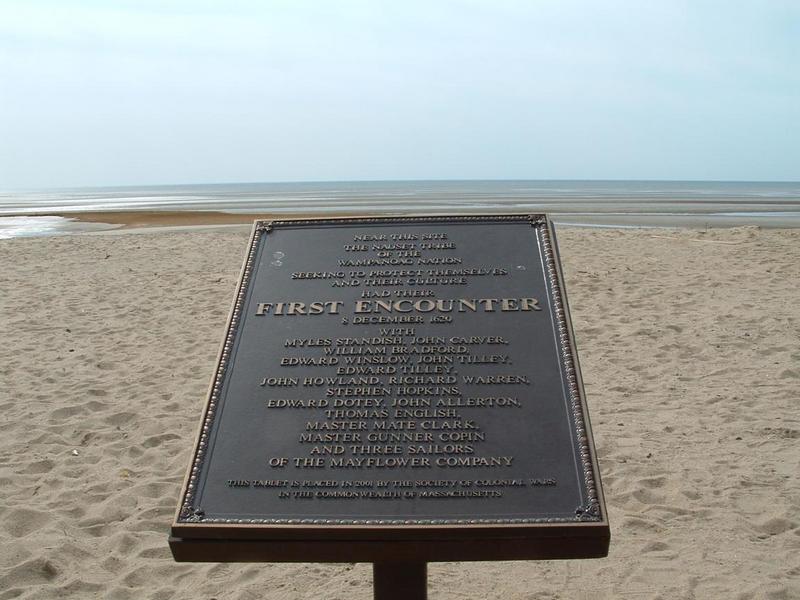 NEAR THIS SITE
THE NAUSET TRIBE
OF THE
WAMPANOAG NATION
SEEKING TO PROTECT THEMSELVES
AND THEIR CULTURE
HAD THEIR
FIRST ENCOUNTER
8 DECEMBER 1620
WITH
MYLES STANDISH, JOHN CARVER,
WILLIAM BRADFORD,
EDWARD WINSLOW, JOHN TILLEY,
EDWARD TILLEY,
JOHN HOWLAND, RICHARD WARREN,
STEPHEN HOPKINS,
EDWARD DOTEY, JOHN ALLERTON,
THOMAS ENGLISH,
MASTER MATE CLARK,
MASTER GUNNER COPIN
AND THREE SAILORS
OF THE MAYFLOWER COMPANY
THIS TABLET IS PLACED IN 2001 BY THE SOCIETY OF COLONIAL WARS
IN THE COMMONWEALTH OF MASSACHUSETTS